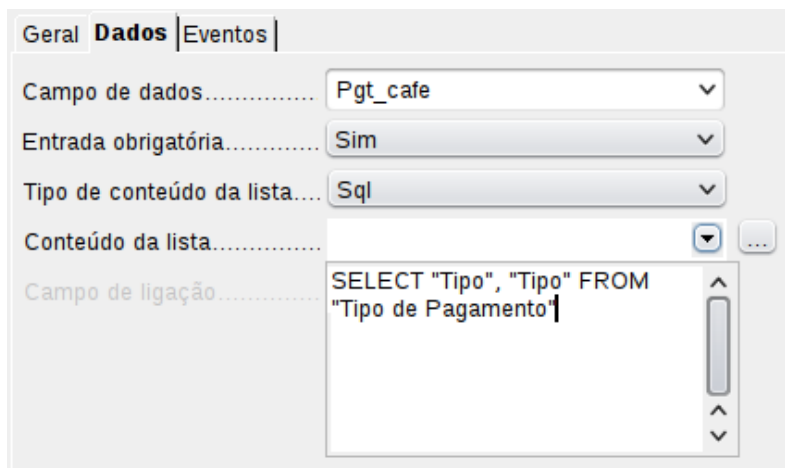 Geral Dados Eventos
Campo de dados............... Pgt_cafe
Entrada obrigatória............. Sim
Tipo de conteúdo da lista.... Sql
Conteúdo da lista............... ...
Campo de ligação............. SELECT "Tipo", "Tipo" FROM
"Tipo de Pagamento"